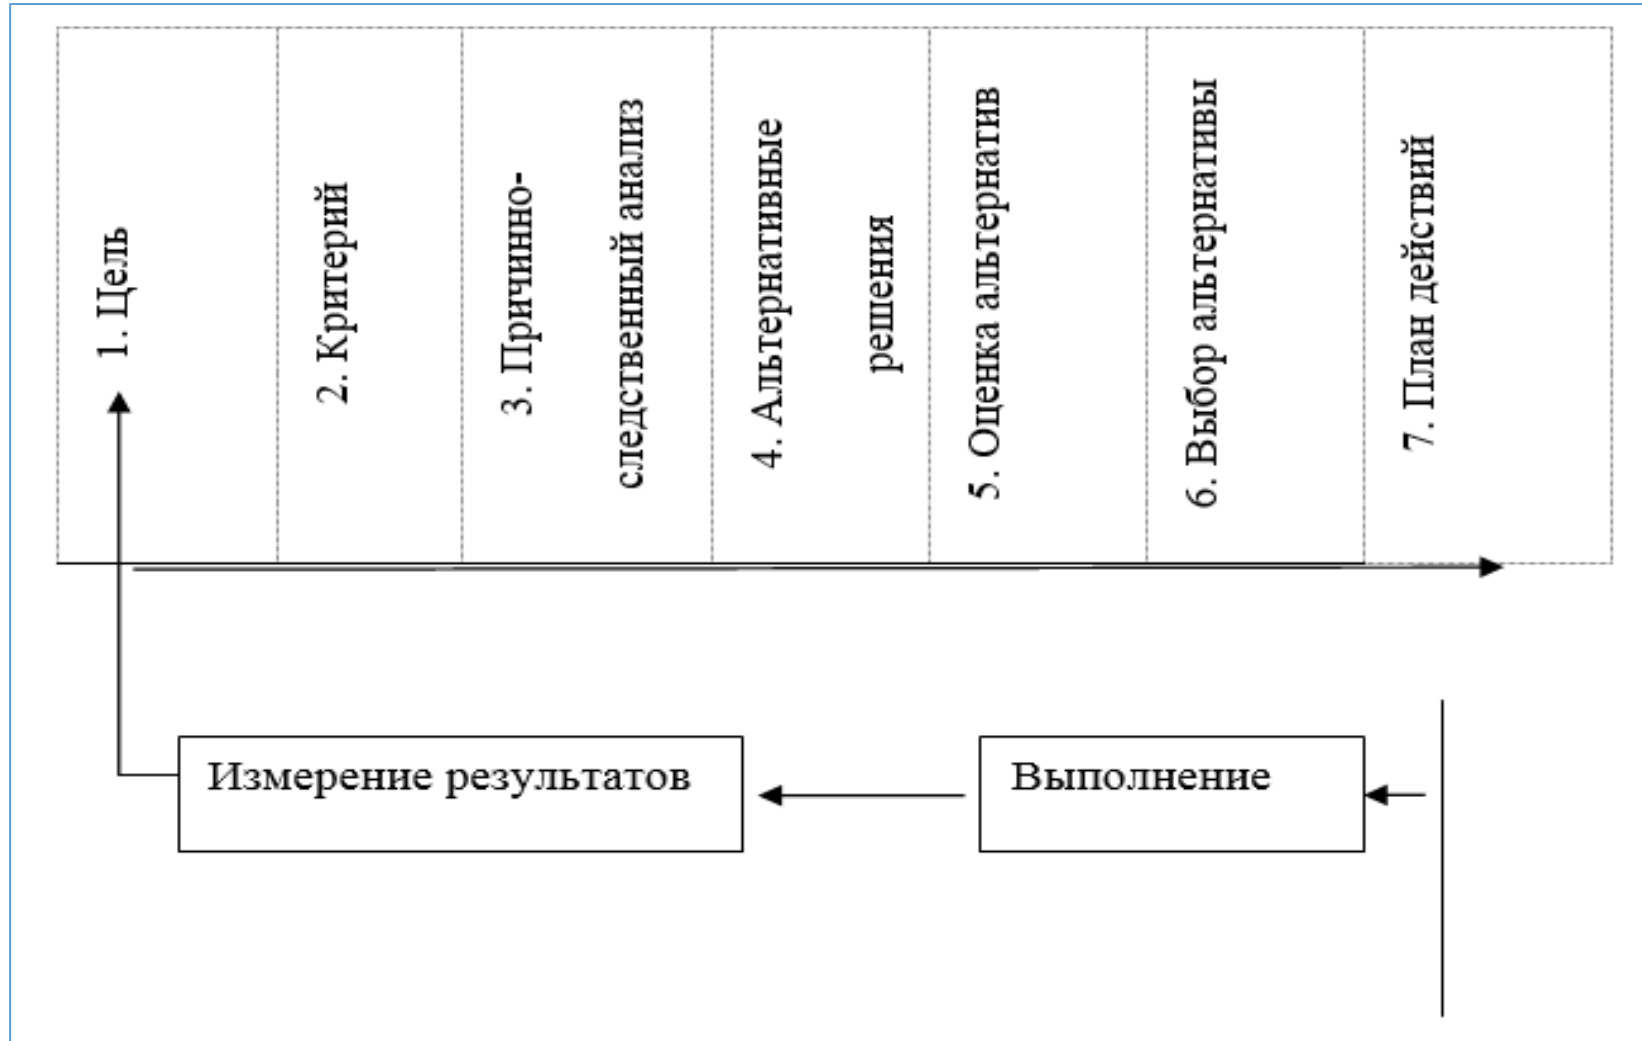 1. Цель
2. Критерий
3. Причинно-
следственный анализ
4. Альтернативные
решения
5. Оценка альтернатив
6. Выбор альтернативы
7. План действий
Измерение результатов
Выполнение